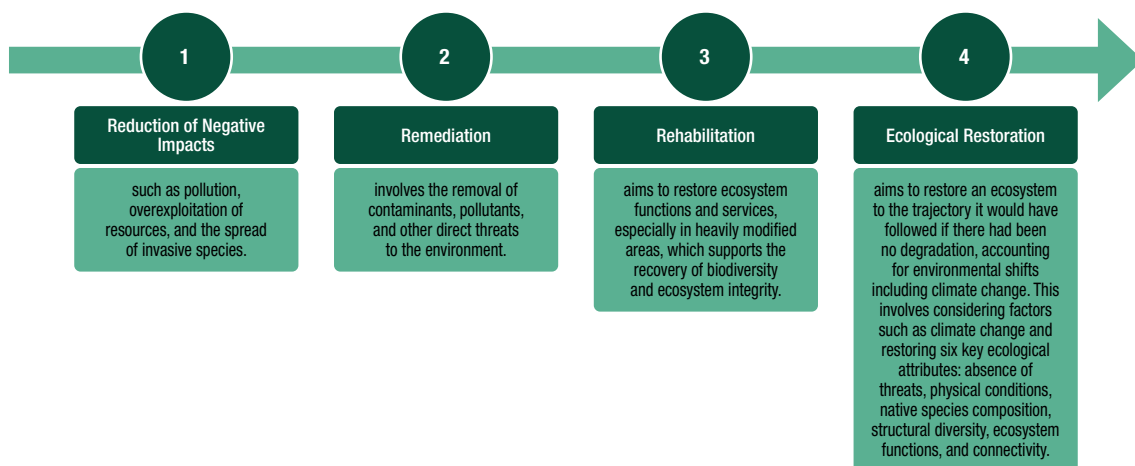 1
Reduction of Negative
Impacts
such as pollution,
overexploitation of
resources, and the spread
of invasive species.
2
Remediation
involves the removal of
contaminants, pollutants,
and other direct threats
to the environment.
3
Rehabilitation
aims to restore ecosystem
functions and services,
especially in heavily modified
areas, which supports the
recovery of biodiversity
and ecosystem integrity.
4
Ecological Restoration
aims to restore an ecosystem
to the trajectory it would have
followed if there had been
no degradation, accounting
for environmental shifts
including climate change. This
involves considering factors
such as climate change and
restoring six key ecological
attributes: absence of
threats, physical conditions,
native species composition,
structural diversity, ecosystem
functions, and connectivity.